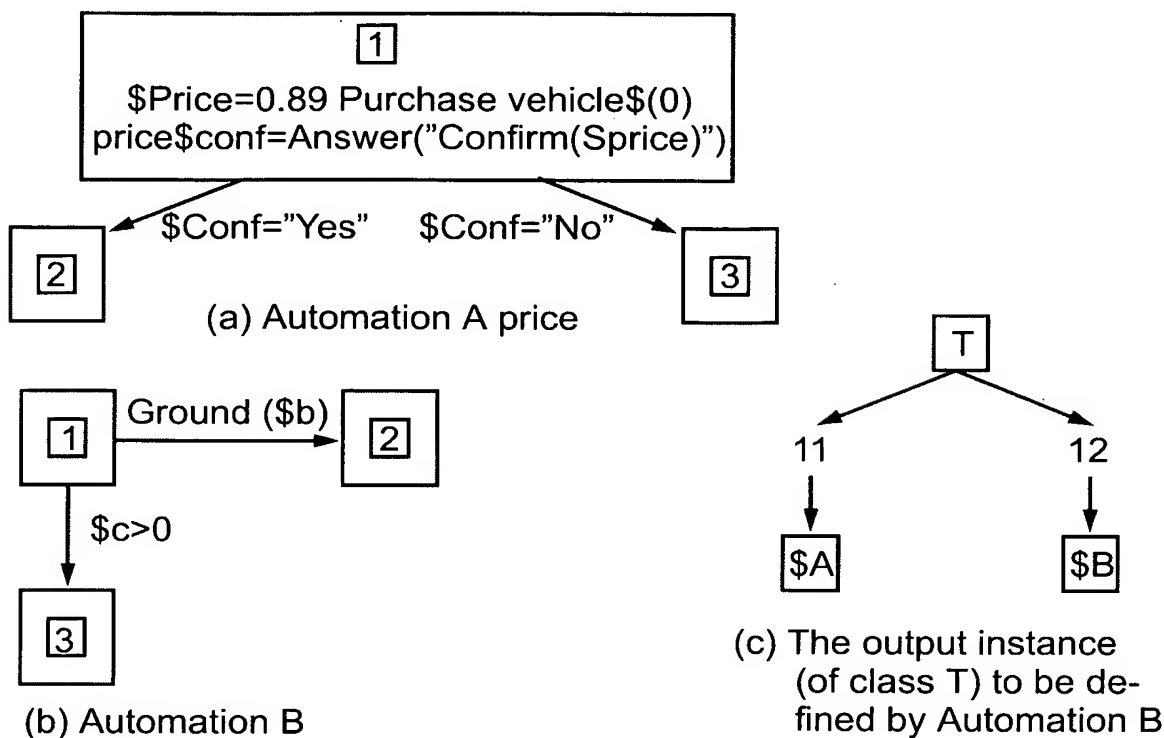 1
$Price=0.89 Purchase vehicle$(0)
price$conf=Answer("Confirm(Sprice)")
$Conf="Yes" $Conf="No"
2
3
(a) Automation A price
1
Ground ($b)
2
$c>0
3
(b) Automation B
T
11 12
$A $B
(c) The output instance
(of class T) to be de-
fined by Automation B